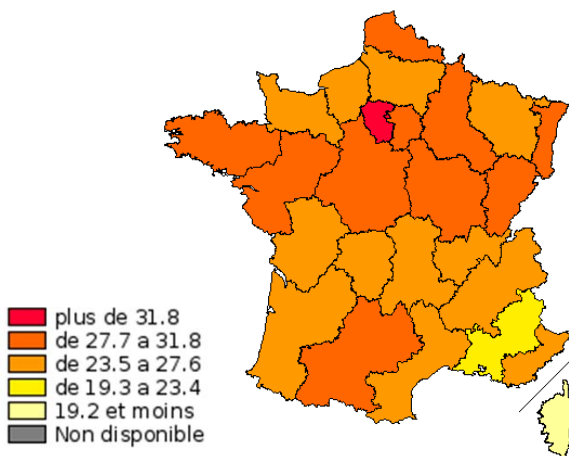 plus de 31.8
de 27.7 a 31.8
de 23.5 a 27.6
de 19.3 a 23.4
19.2 et moins
Non disponible